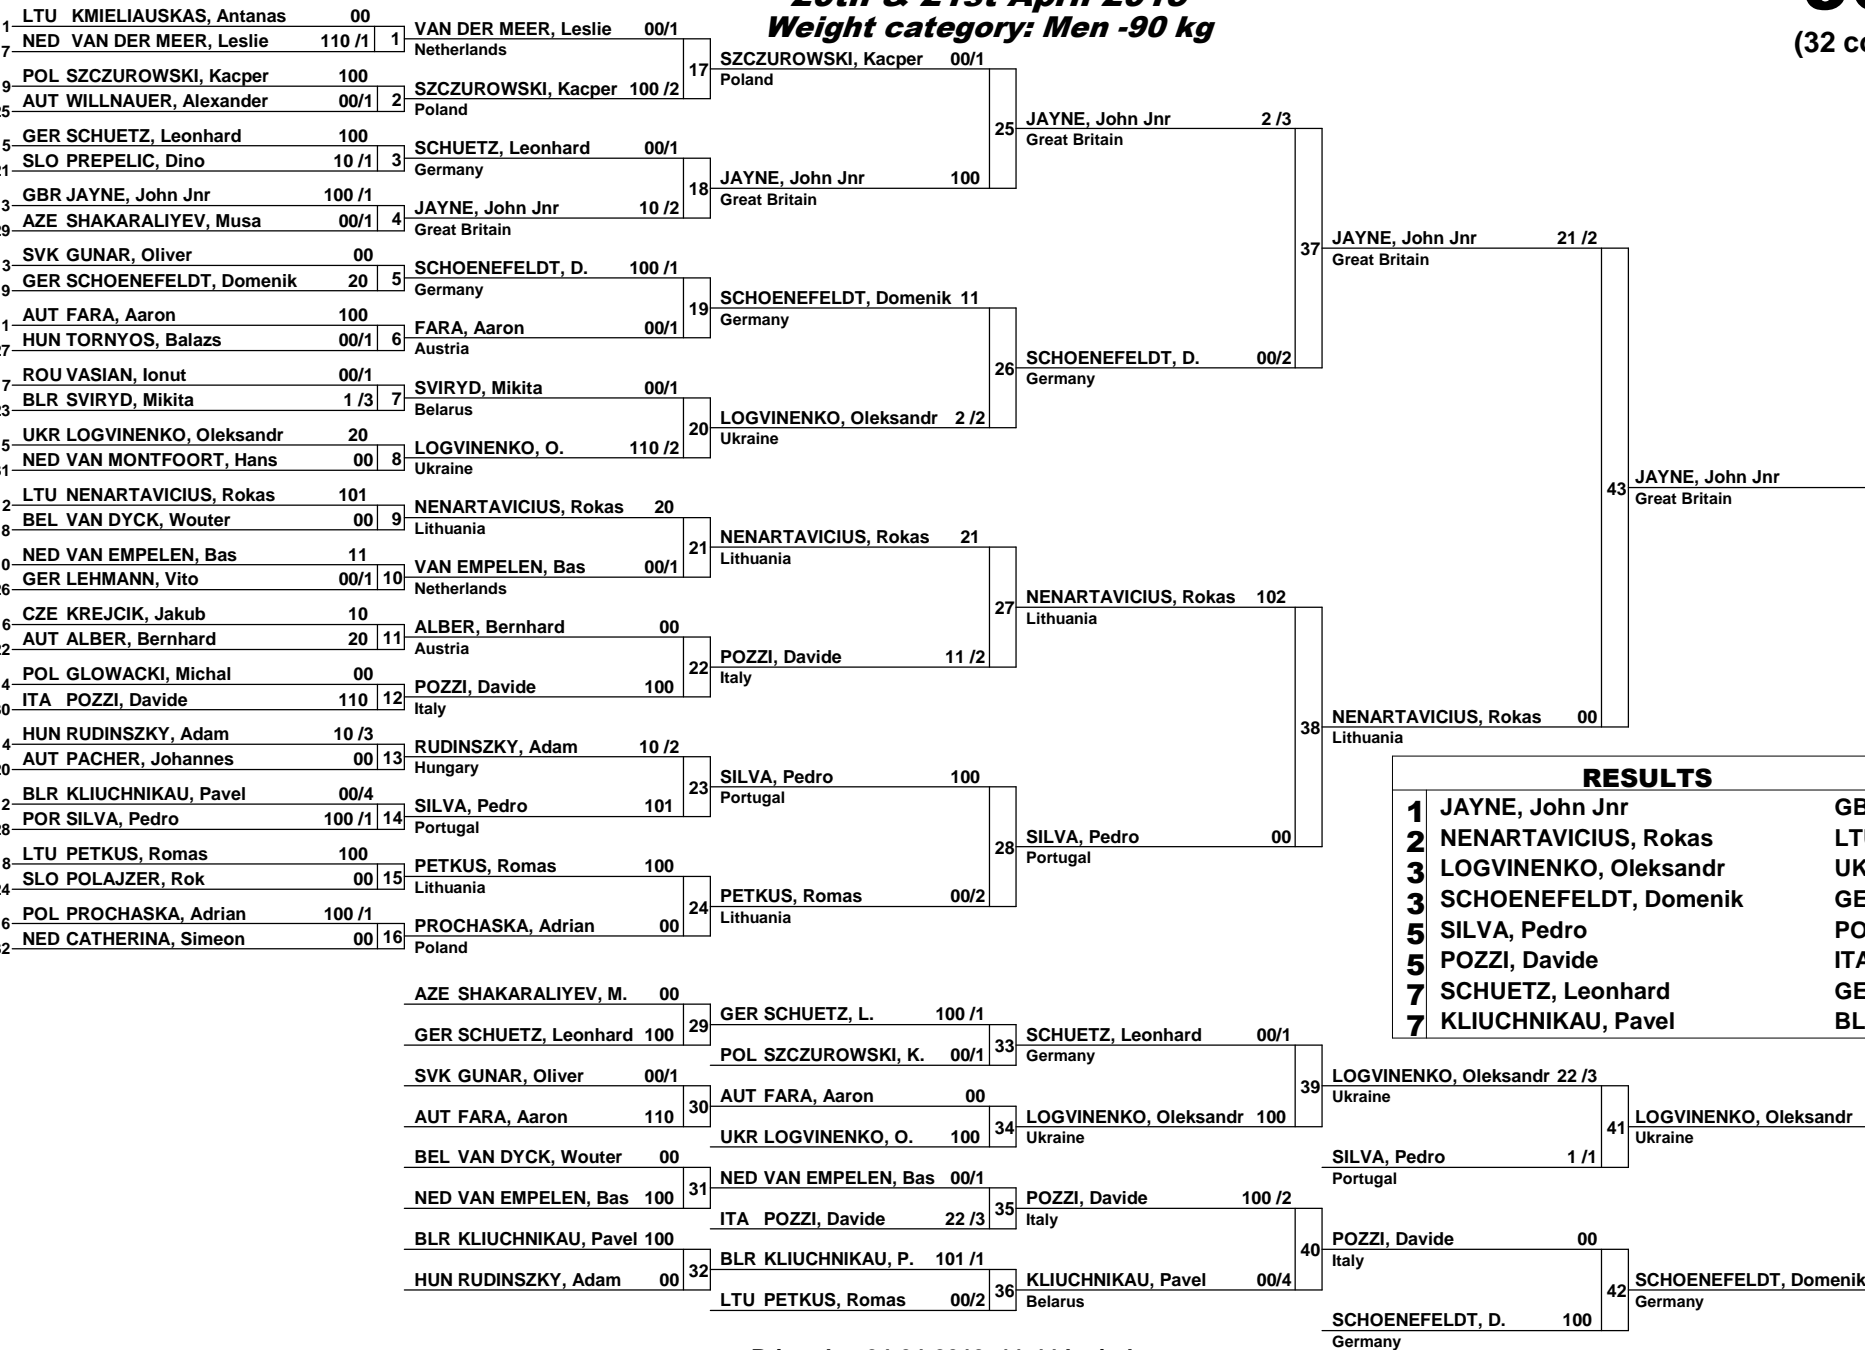 Weight category: Men -90 kg
(32
1 LTU KMIELIAUSKAS, Antanas 00
NED VAN DER MEER, Leslie 110 /1 1
POL SZCZUROWSKI, Kacper 100
AUT WILLNAUER, Alexander 00/1 2
GER SCHUETZ, Leonhard 100
SLO PREPELIC, Dino 10 /1 3
GBR JAYNE, John Jnr 100 /1
AZE SHAKARALIYEV, Musa 00/1 4
SVK GUNAR, Oliver 00
GER SCHOENEFELDT, Domenik 20 5
AUT FARA, Aaron 100
HUN TORNYOS, Balazs 00/1 6
ROU VASIAN, Ionut 00/1
BLR SVIRYD, Mikita 1 /3 7
UKR LOGVINENKO, Oleksandr 20
NED VAN MONTFOORT, Hans 00 8
LTU NENARTAVICIUS, Rokas 101
BEL VAN DYCK, Wouter 00 9
NED VAN EMPELEN, Bas 11
GER LEHMANN, Vito 00/1 10
CZE KREJCIK, Jakub 10
AUT ALBER, Bernhard 20 11
POL GLOWACKI, Michal 00
ITA POZZI, Davide 110 12
HUN RUDINSZKY, Adam 10 /3
AUT PACHER, Johannes 00 13
BLR KLIUCHNIKAU, Pavel 00/4
POR SILVA, Pedro 100 /1 14
LTU PETKUS, Romas 100
SLO POLAJZER, Rok 00 15
POL PROCHASKA, Adrian 100 /1
NED CATHERINA, Simeon 00 16
VAN DER MEER, Leslie 00/1
Netherlands
17
SZCZUROWSKI, Kacper 100 /2
Poland
SCHUETZ, Leonhard 00/1
Germany
18
JAYNE, John Jnr 10 /2
Great Britain
SCHOENEFELDT, D. 100 /1
Germany
19
FARA, Aaron 00/1
Austria
SVIRYD, Mikita 00/1
Belarus
20
LOGVINENKO, O. 110 /2
Ukraine
NENARTAVICIUS, Rokas 20
Lithuania
21
VAN EMPELEN, Bas 00/1
Netherlands
ALBER, Bernhard 00
Austria
22
POZZI, Davide 100
Italy
RUDINSZKY, Adam 10 /2
Hungary
23
SILVA, Pedro 101
Portugal
PETKUS, Romas 100
Lithuania
24
PROCHASKA, Adrian 00
Poland
SZCZUROWSKI, Kacper 00/1
Poland
25
JAYNE, John Jnr 100
Great Britain
SCHOENEFELDT, Domenik 11
Germany
26
LOGVINENKO, Oleksandr 2 /2
Ukraine
NENARTAVICIUS, Rokas 21
Lithuania
27
POZZI, Davide 11 /2
Italy
SILVA, Pedro 100
Portugal
28
PETKUS, Romas 00/2
Lithuania
JAYNE, John Jnr 2 /3
Great Britain
37
SCHOENEFELDT, D. 00/2
Germany
NENARTAVICIUS, Rokas 102
Lithuania
38
SILVA, Pedro 00
Portugal
JAYNE, John Jnr 21 /2
Great Britain
43
NENARTAVICIUS, Rokas 00
Lithuania
JAYNE, John Jnr
Great Britain
RESULTS
1 JAYNE, John Jnr
2 NENARTAVICIUS, Rokas
3 LOGVINENKO, Oleksandr
3 SCHOENEFELDT, Domenik
5 SILVA, Pedro
5 POZZI, Davide ITA
7 SCHUETZ, Leonhard
7 KLIUCHNIKAU, Pavel
AZE SHAKARALIYEV, M. 00
29
GER SCHUETZ, Leonhard 100
SVK GUNAR, Oliver 00/1
30
AUT FARA, Aaron 110
BEL VAN DYCK, Wouter 00
31
NED VAN EMPELEN, Bas 100
BLR KLIUCHNIKAU, Pavel 100
32
HUN RUDINSZKY, Adam 00
GER SCHUETZ, L. 100 /1
33
POL SZCZUROWSKI, K. 00/1
AUT FARA, Aaron 00
34
UKR LOGVINENKO, O. 100
NED VAN EMPELEN, Bas 00/1
35
ITA POZZI, Davide 22 /3
BLR KLIUCHNIKAU, P. 101 /1
36
LTU PETKUS, Romas 00/2
SCHUETZ, Leonhard 00/1
Germany
39
LOGVINENKO, Oleksandr 100
Ukraine
POZZI, Davide 100 /2
Italy
40
KLIUCHNIKAU, Pavel 00/4
Belarus
LOGVINENKO, Oleksandr 22 /3
Ukraine
41
SILVA, Pedro 1 /1
Portugal
POZZI, Davide 00
Italy
42
SCHOENEFELDT, D. 100
Germany
LOGVINENKO, Oleksandr
Ukraine
SCHOENEFELDT, Domenik
Germany